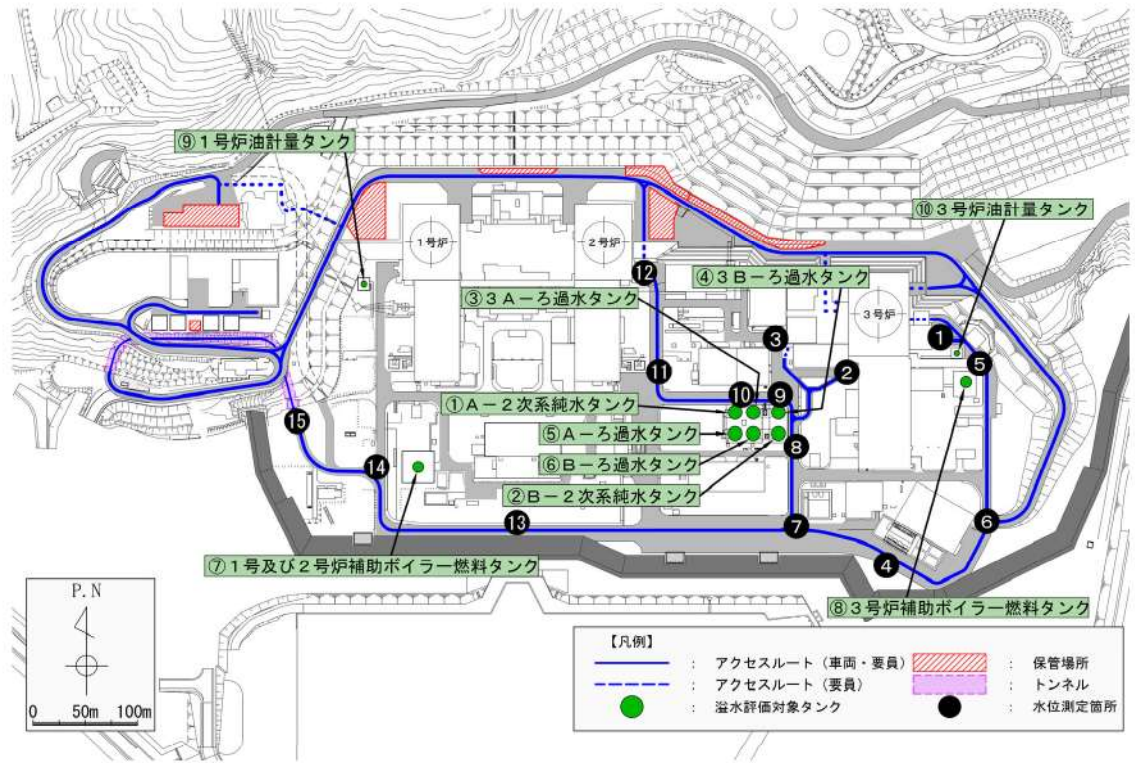 ⑨1号炉油計量タンク
⑩3号炉油計量タンク
1号炉
2号炉
④3B-ろ過水タンク
12
③3A-ろ過水タンク
3号炉
1
3
5
2
11
10
9
①A-2次系純水タンク
15
⑤A-ろ過水タンク
8
⑥B-ろ過水タンク
14
②B-2次系純水タンク
13
7
6
⑦1号及び2号炉補助ボイラー燃料タンク
4
⑧3号炉補助ボイラー燃料タンク
P.N
0 50m 100m
【凡例】
: アクセスルート(車両・要員) : 保管場所
: アクセスルート(要員) : トンネル
: 溢水評価対象タンク : 水位測定箇所